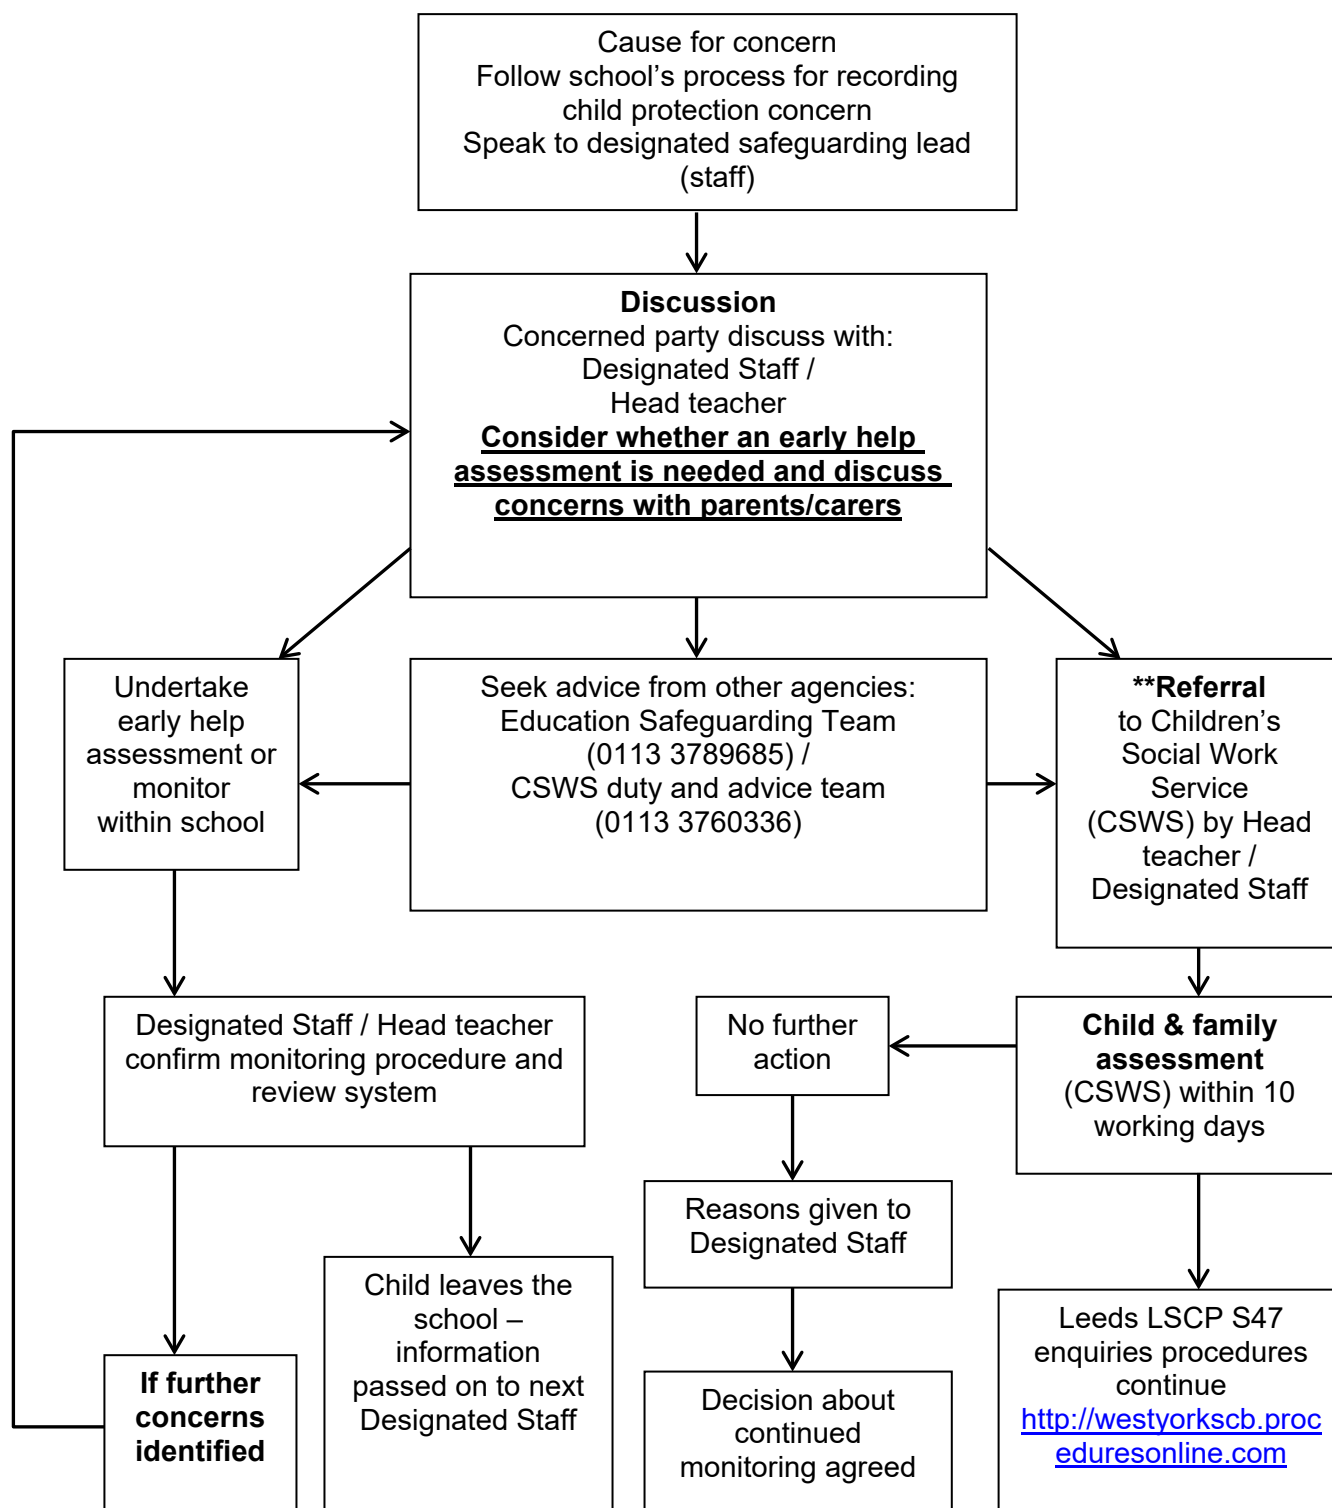 Cause for concern
Follow school’s process for recording
child protection concern
Speak to designated safeguarding lead
(staff)
Discussion
Concerned party discuss with:
Designated Staff /
Head teacher
Consider whether an early help
assessment is needed and discuss
concerns with parents/carers
Undertake
early help
assessment or
monitor
within school
Seek advice from other agencies:
Education Safeguarding Team
(0113 3789685) /
CSWS duty and advice team
(0113 3760336)
**Referral
to Children’s
Social Work
Service
(CSWS) by Head
teacher /
Designated Staff
Designated Staff / Head teacher
confirm monitoring procedure and
review system
No further
action
Child & family
assessment
(CSWS) within 10
working days
Reasons given to
Designated Staff
If further
concerns
identified
Child leaves the
school –
information
passed on to next
Designated Staff
Decision about
continued
monitoring agreed
Leeds LSCP S47
enquiries procedures
continue
http://westyorkscb.proc
eduresonline.com